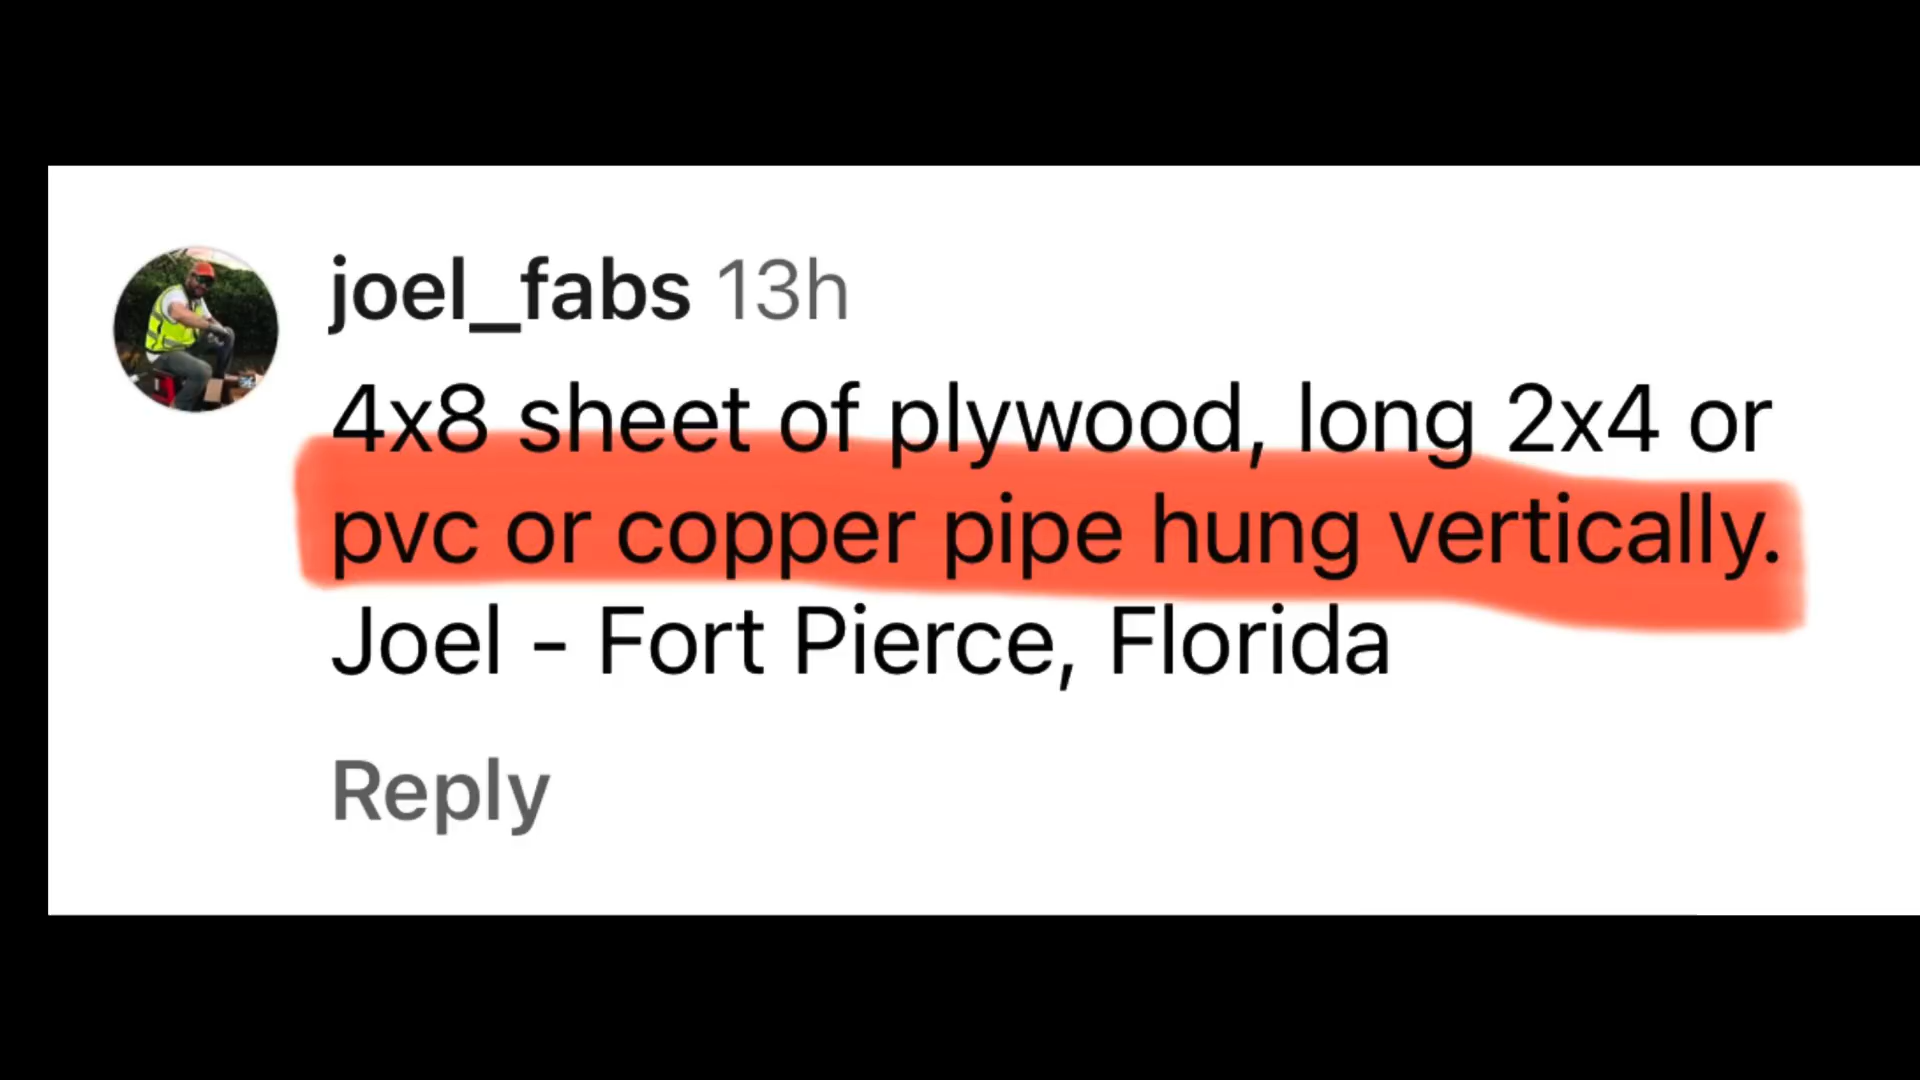 joel_fabs 13h
4x8 sheet of plywood, long 2x4 or
pvc or copper pipe hung vertically.
Joel - Fort Pierce, Florida
Reply